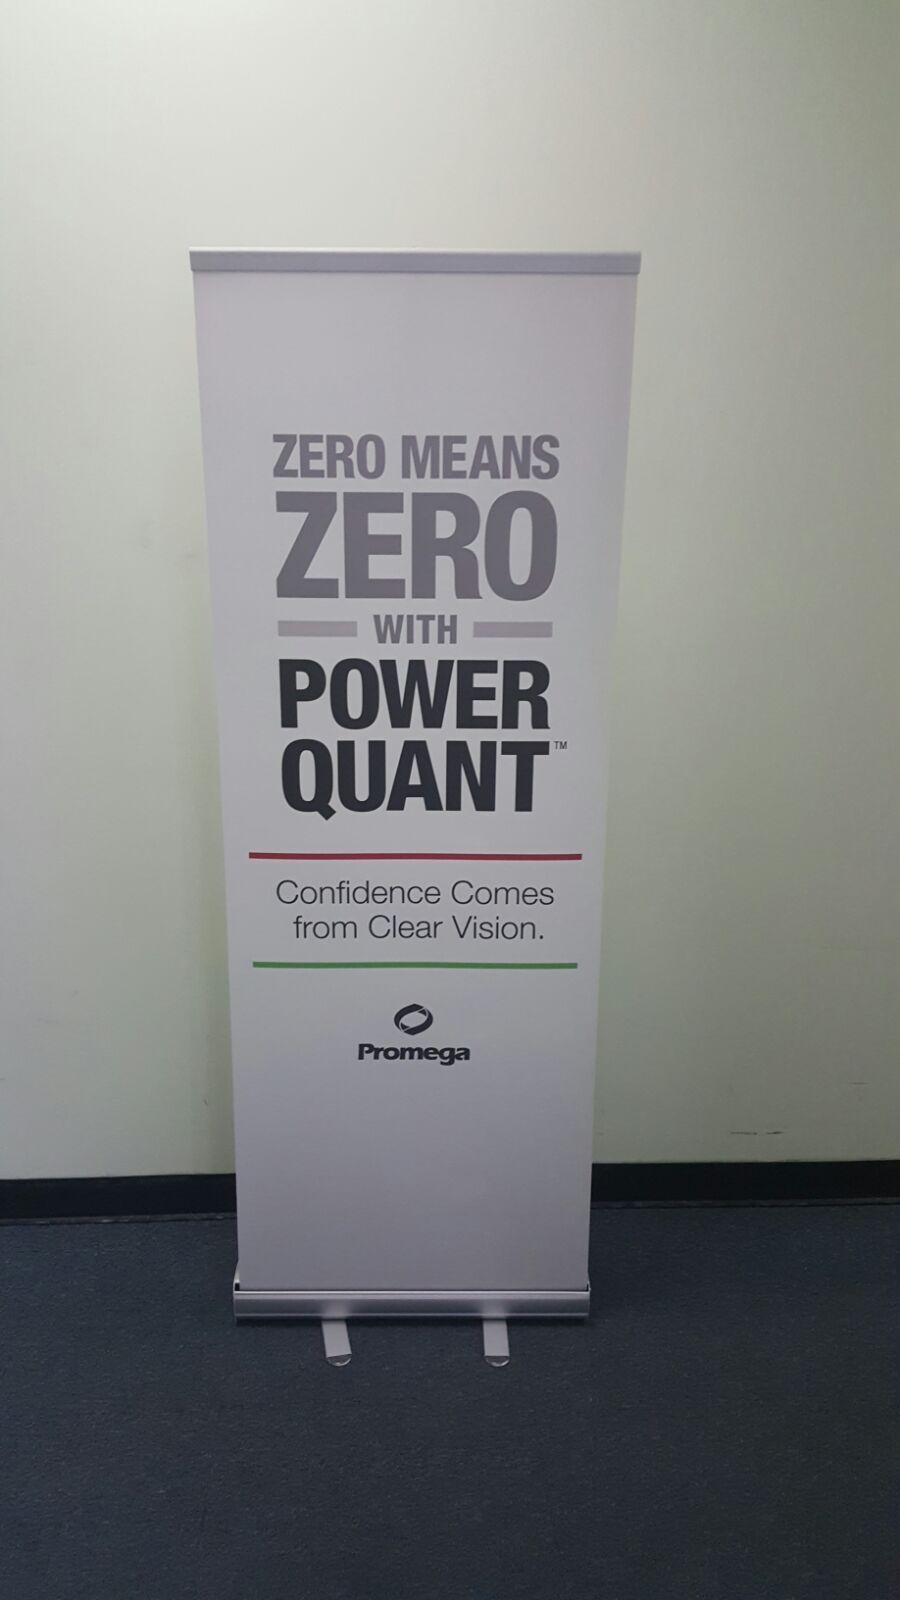 ZERO MEANS
ZERO
WITH
POWER
QUANT™
Confidence Comes
from Clear Vision.
Promega